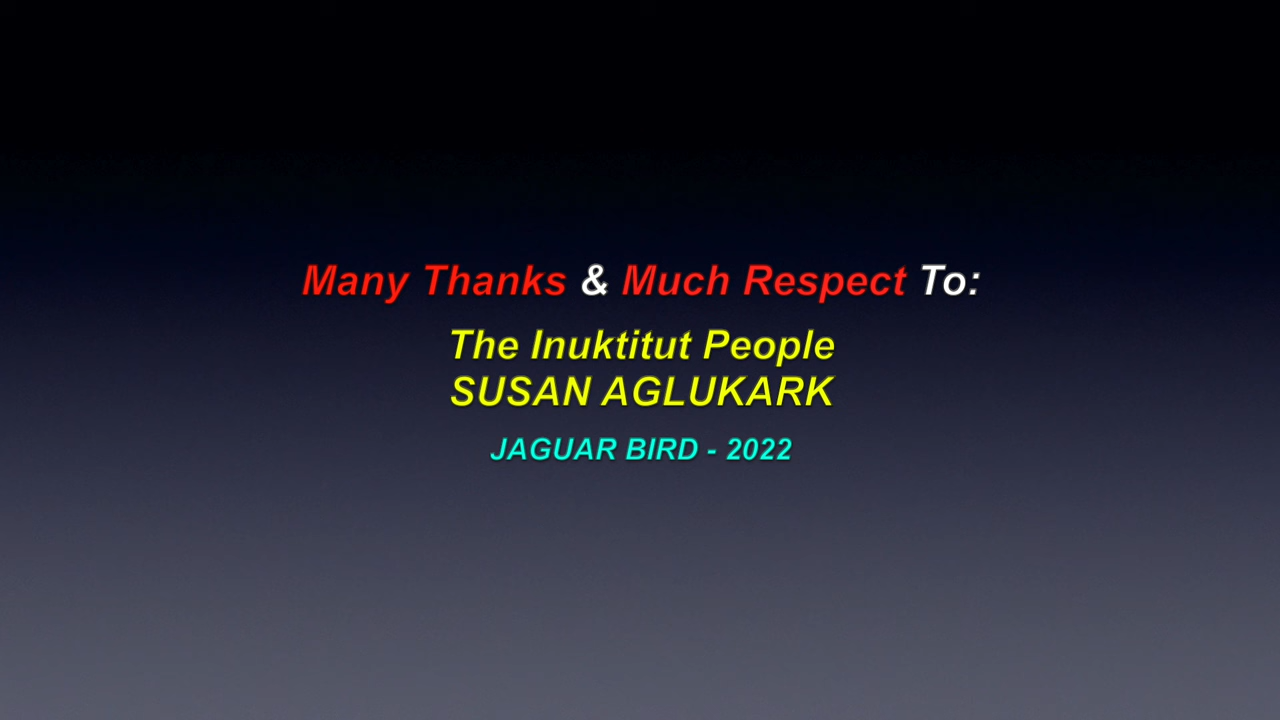 Many Thanks & Much Respect To:
The Inuktitut People
SUSAN AGLUKARK
JAGUAR BIRD - 2022